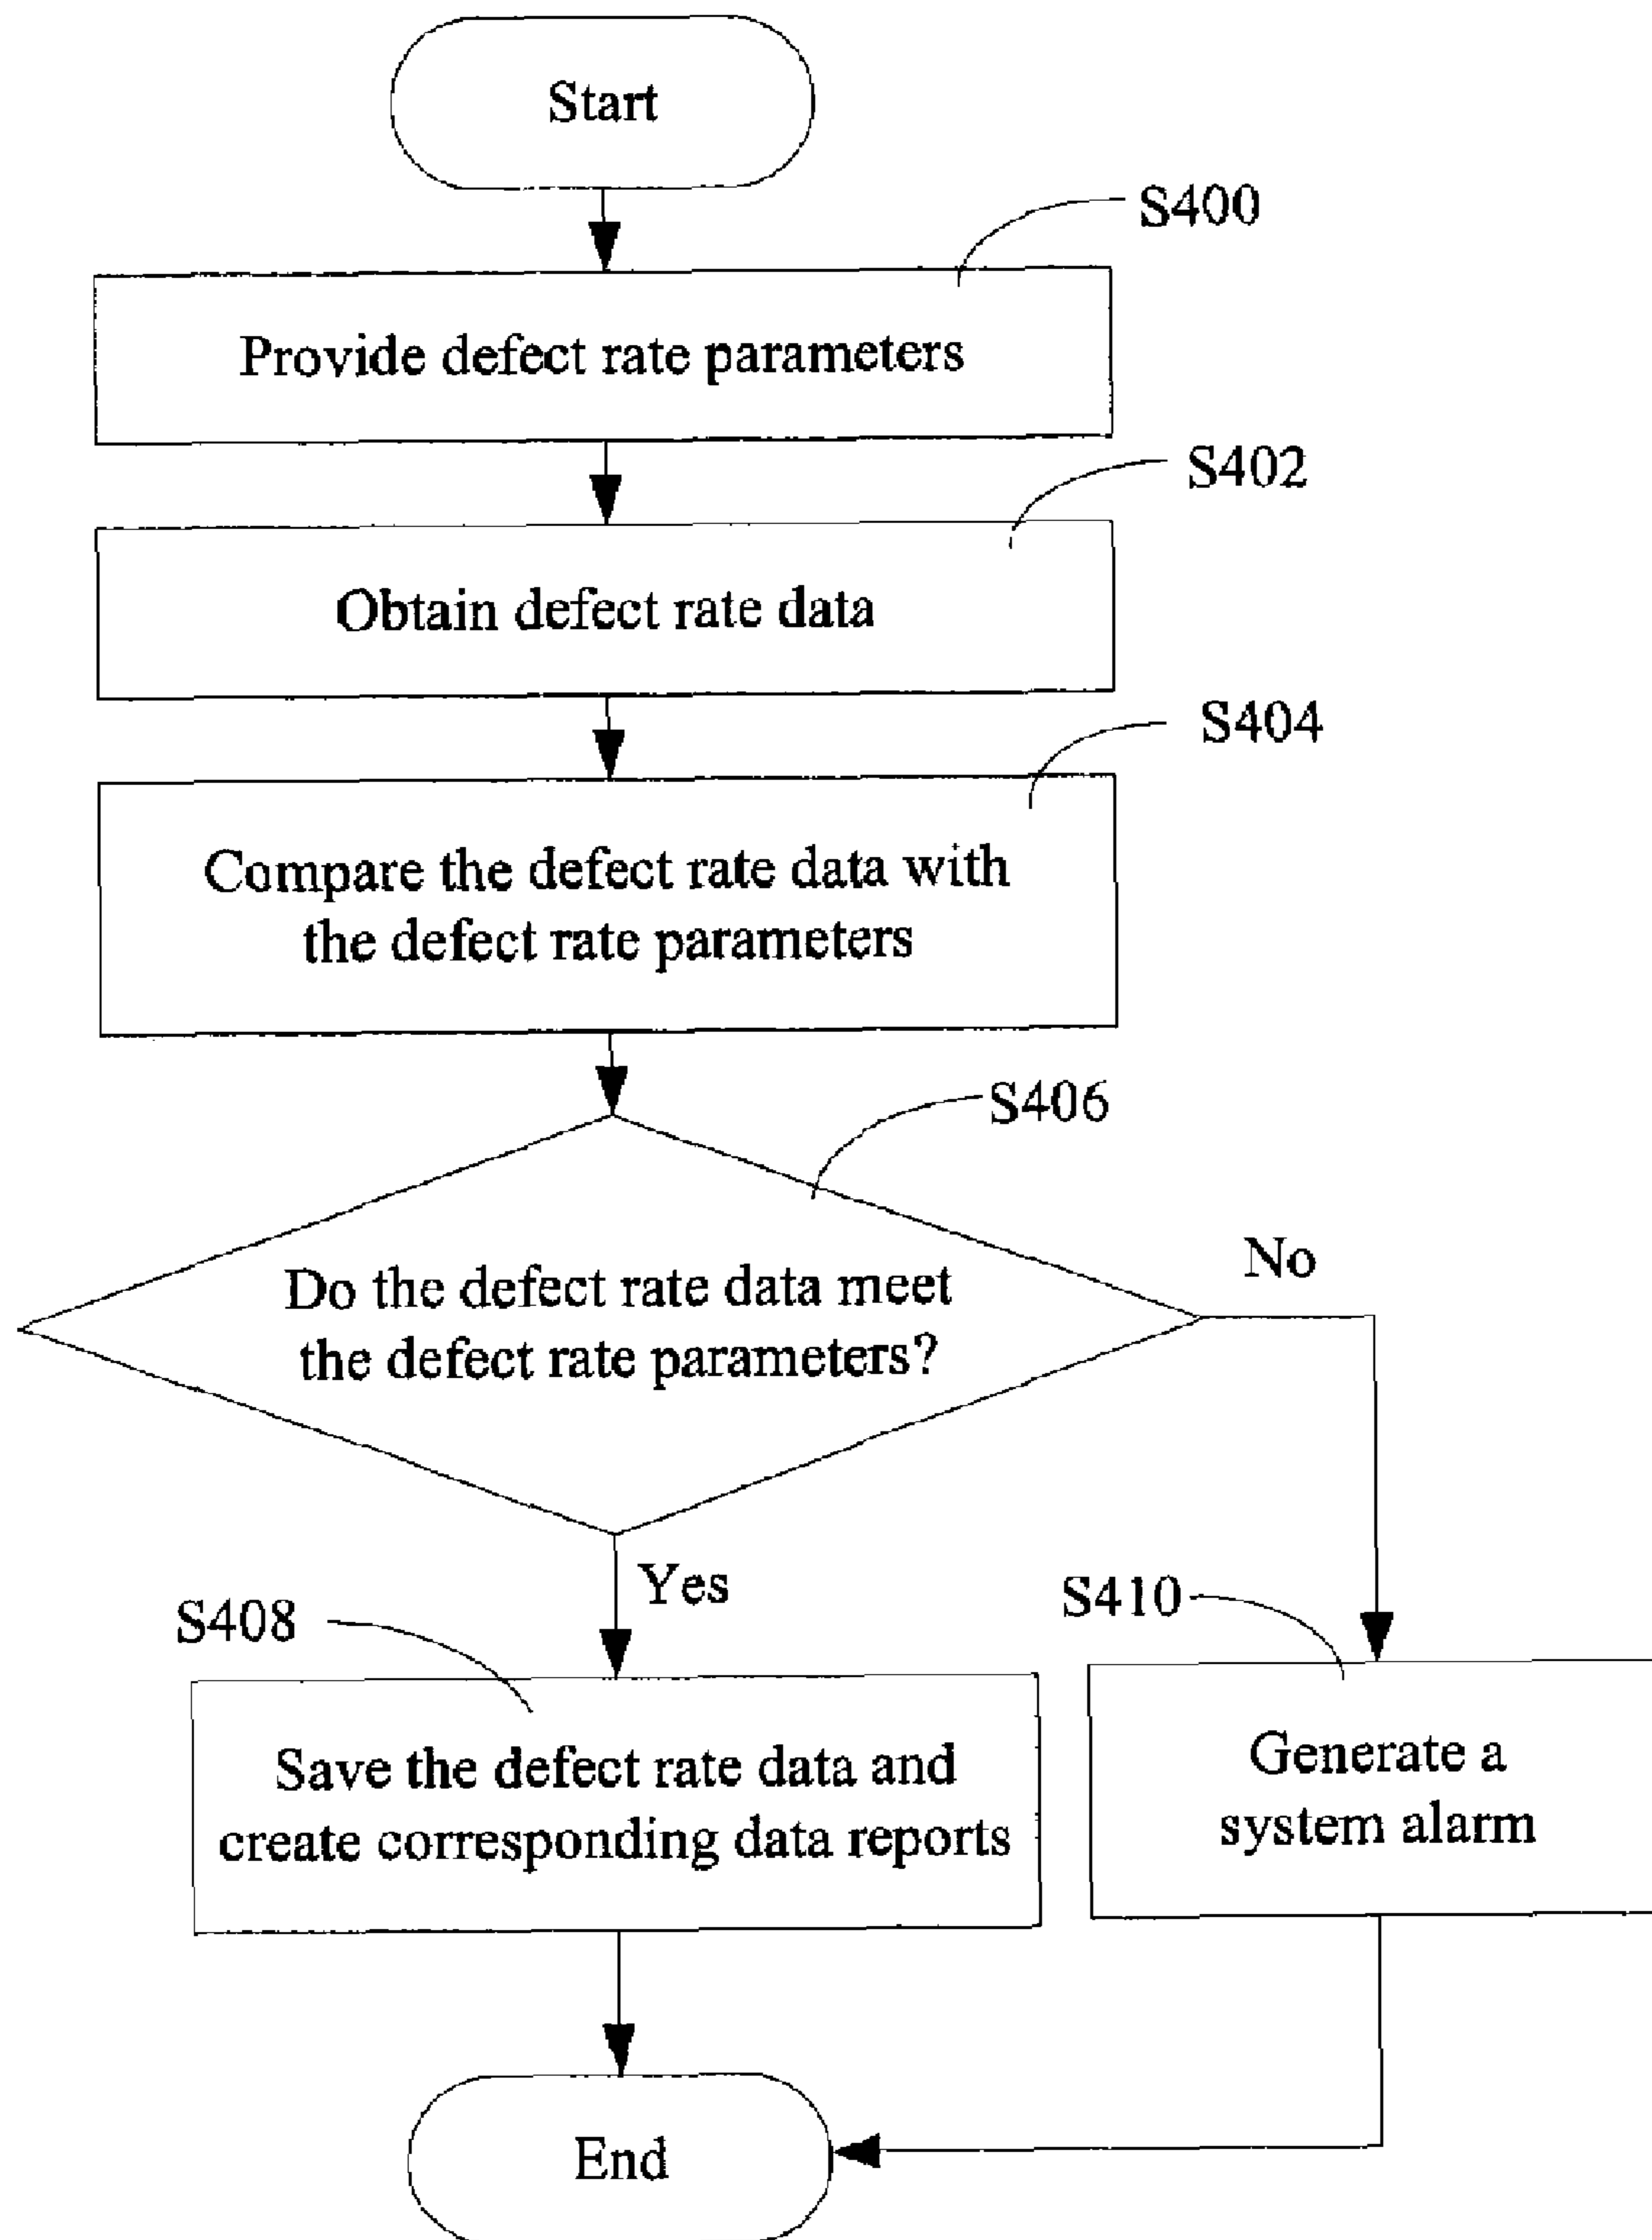 Start
S400
Provide defect rate parameters
S402
Obtain defect rate data
S404
Compare the defect rate data with
the defect rate parameters
S406
Do the defect rate data meet
the defect rate parameters?
No
Yes
S408
S410
Save the defect rate data and
create corresponding data reports
Generate a
system alarm
End